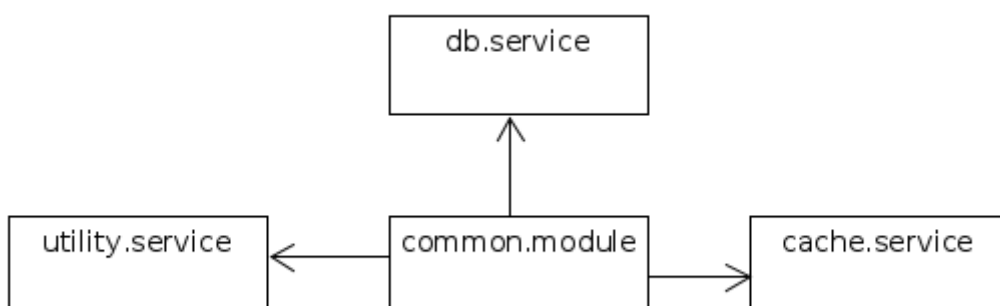 db.service
utility.service
common.module
cache.service